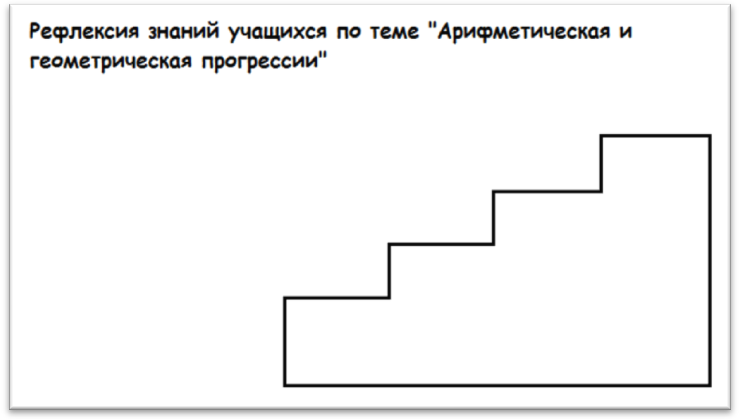 Рефлексия знаний учащихся по теме "Арифметическая и
геометрическая прогрессии"